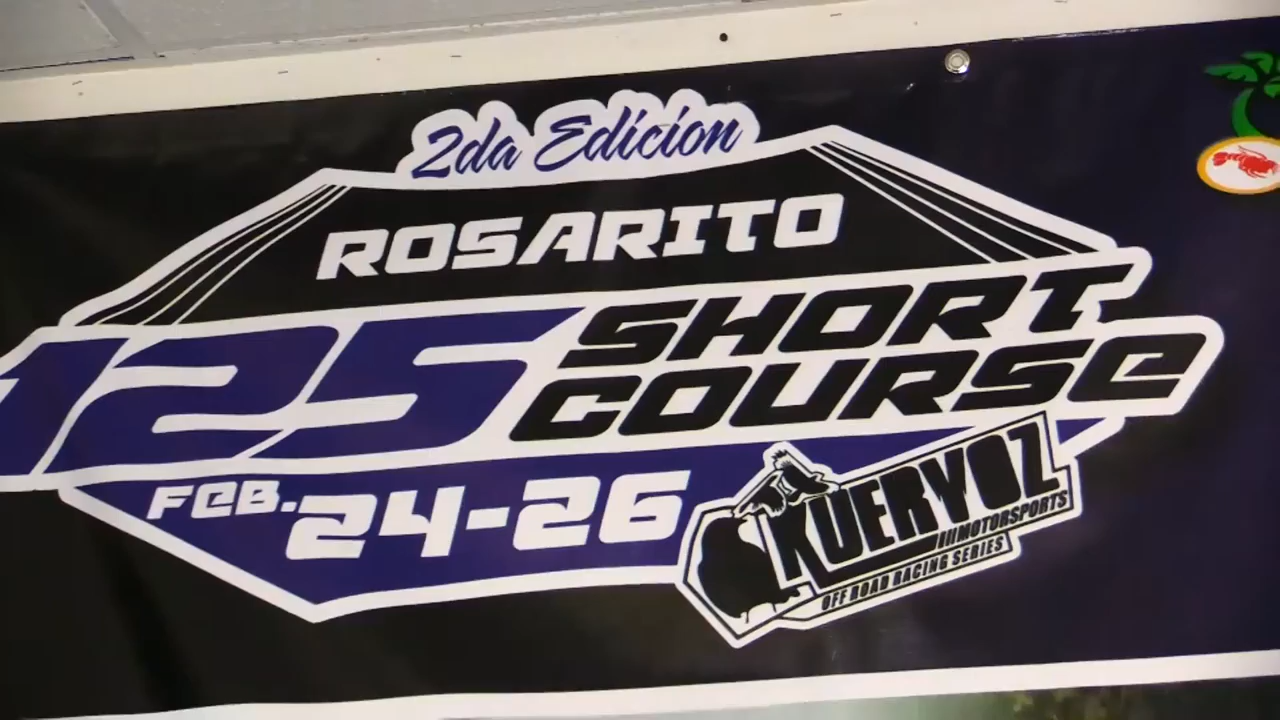 2da Edicion
ROSARITO
125 SHORT
COURSE
FEB. 24-26
KUERVOZ
MOTORSPORTS
OFF ROAD RACING SERIES